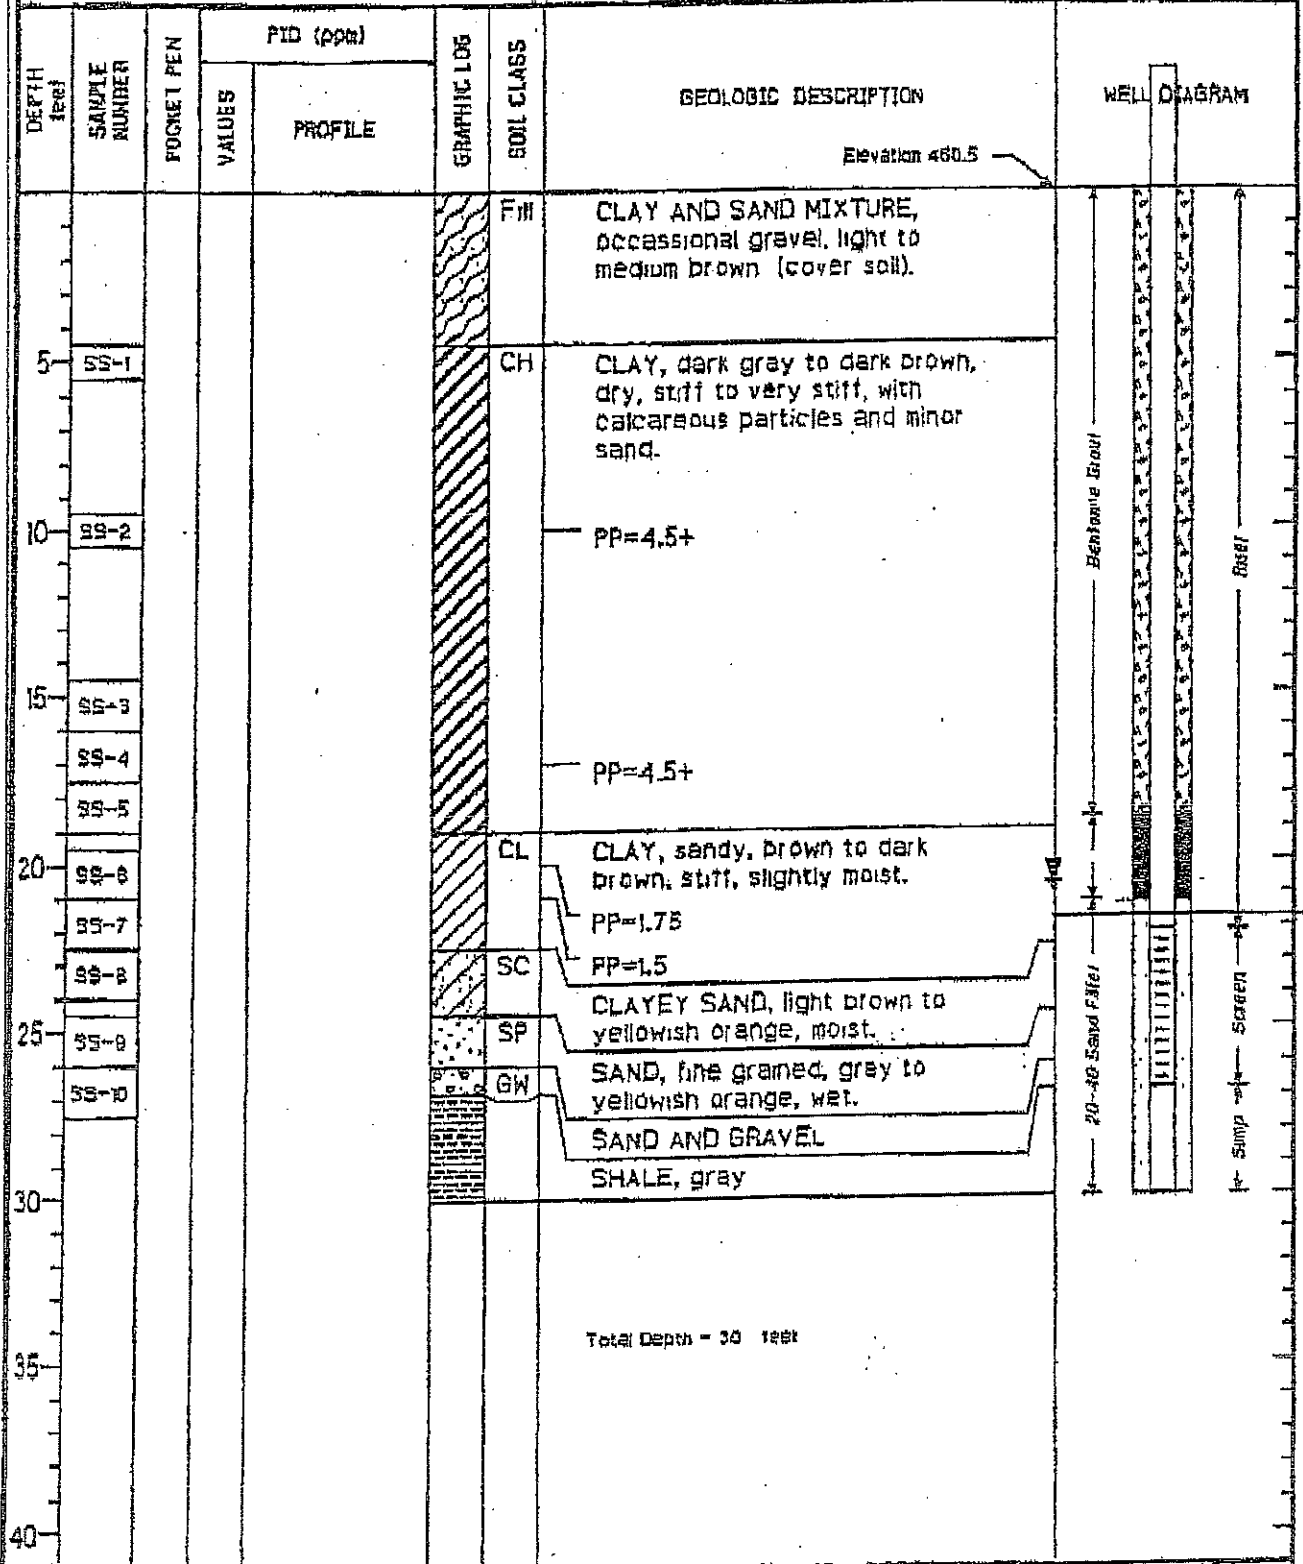 DEPTH
feet
SAMPLE
NUMBER
POCKET PEN
PID (ppm)
VALUES
PROFILE
GRAPHIC LOG
SOIL CLASS
GEOLOGIC DESCRIPTION
Elevation 460.5
WELL DIAGRAM
Fill
CLAY AND SAND MIXTURE,
occassional gravel, light to
medium brown (cover soil).
5
SS-1
CH
CLAY, dark gray to dark brown,
dry, stiff to very stiff, with
calcareous particles and minor
sand.
10
SS-2
PP=4.5+
Bentonite Grout
Riser
15
SS-3
SS-4
PP=4.5+
SS-5
CL
CLAY, sandy, brown to dark
brown, stiff, slightly moist.
20
SS-6
SS-7
PP=1.75
SS-8
SC
PP=1.5
CLAYEY SAND, light brown to
yellowish orange, moist.
25
SS-9
SP
SAND, fine grained, gray to
yellowish orange, wet.
SS-10
GW
SAND AND GRAVEL
SHALE, gray
20-40 Sand Filter
Screen
Sump
30
Total Depth = 30 feet
35
40